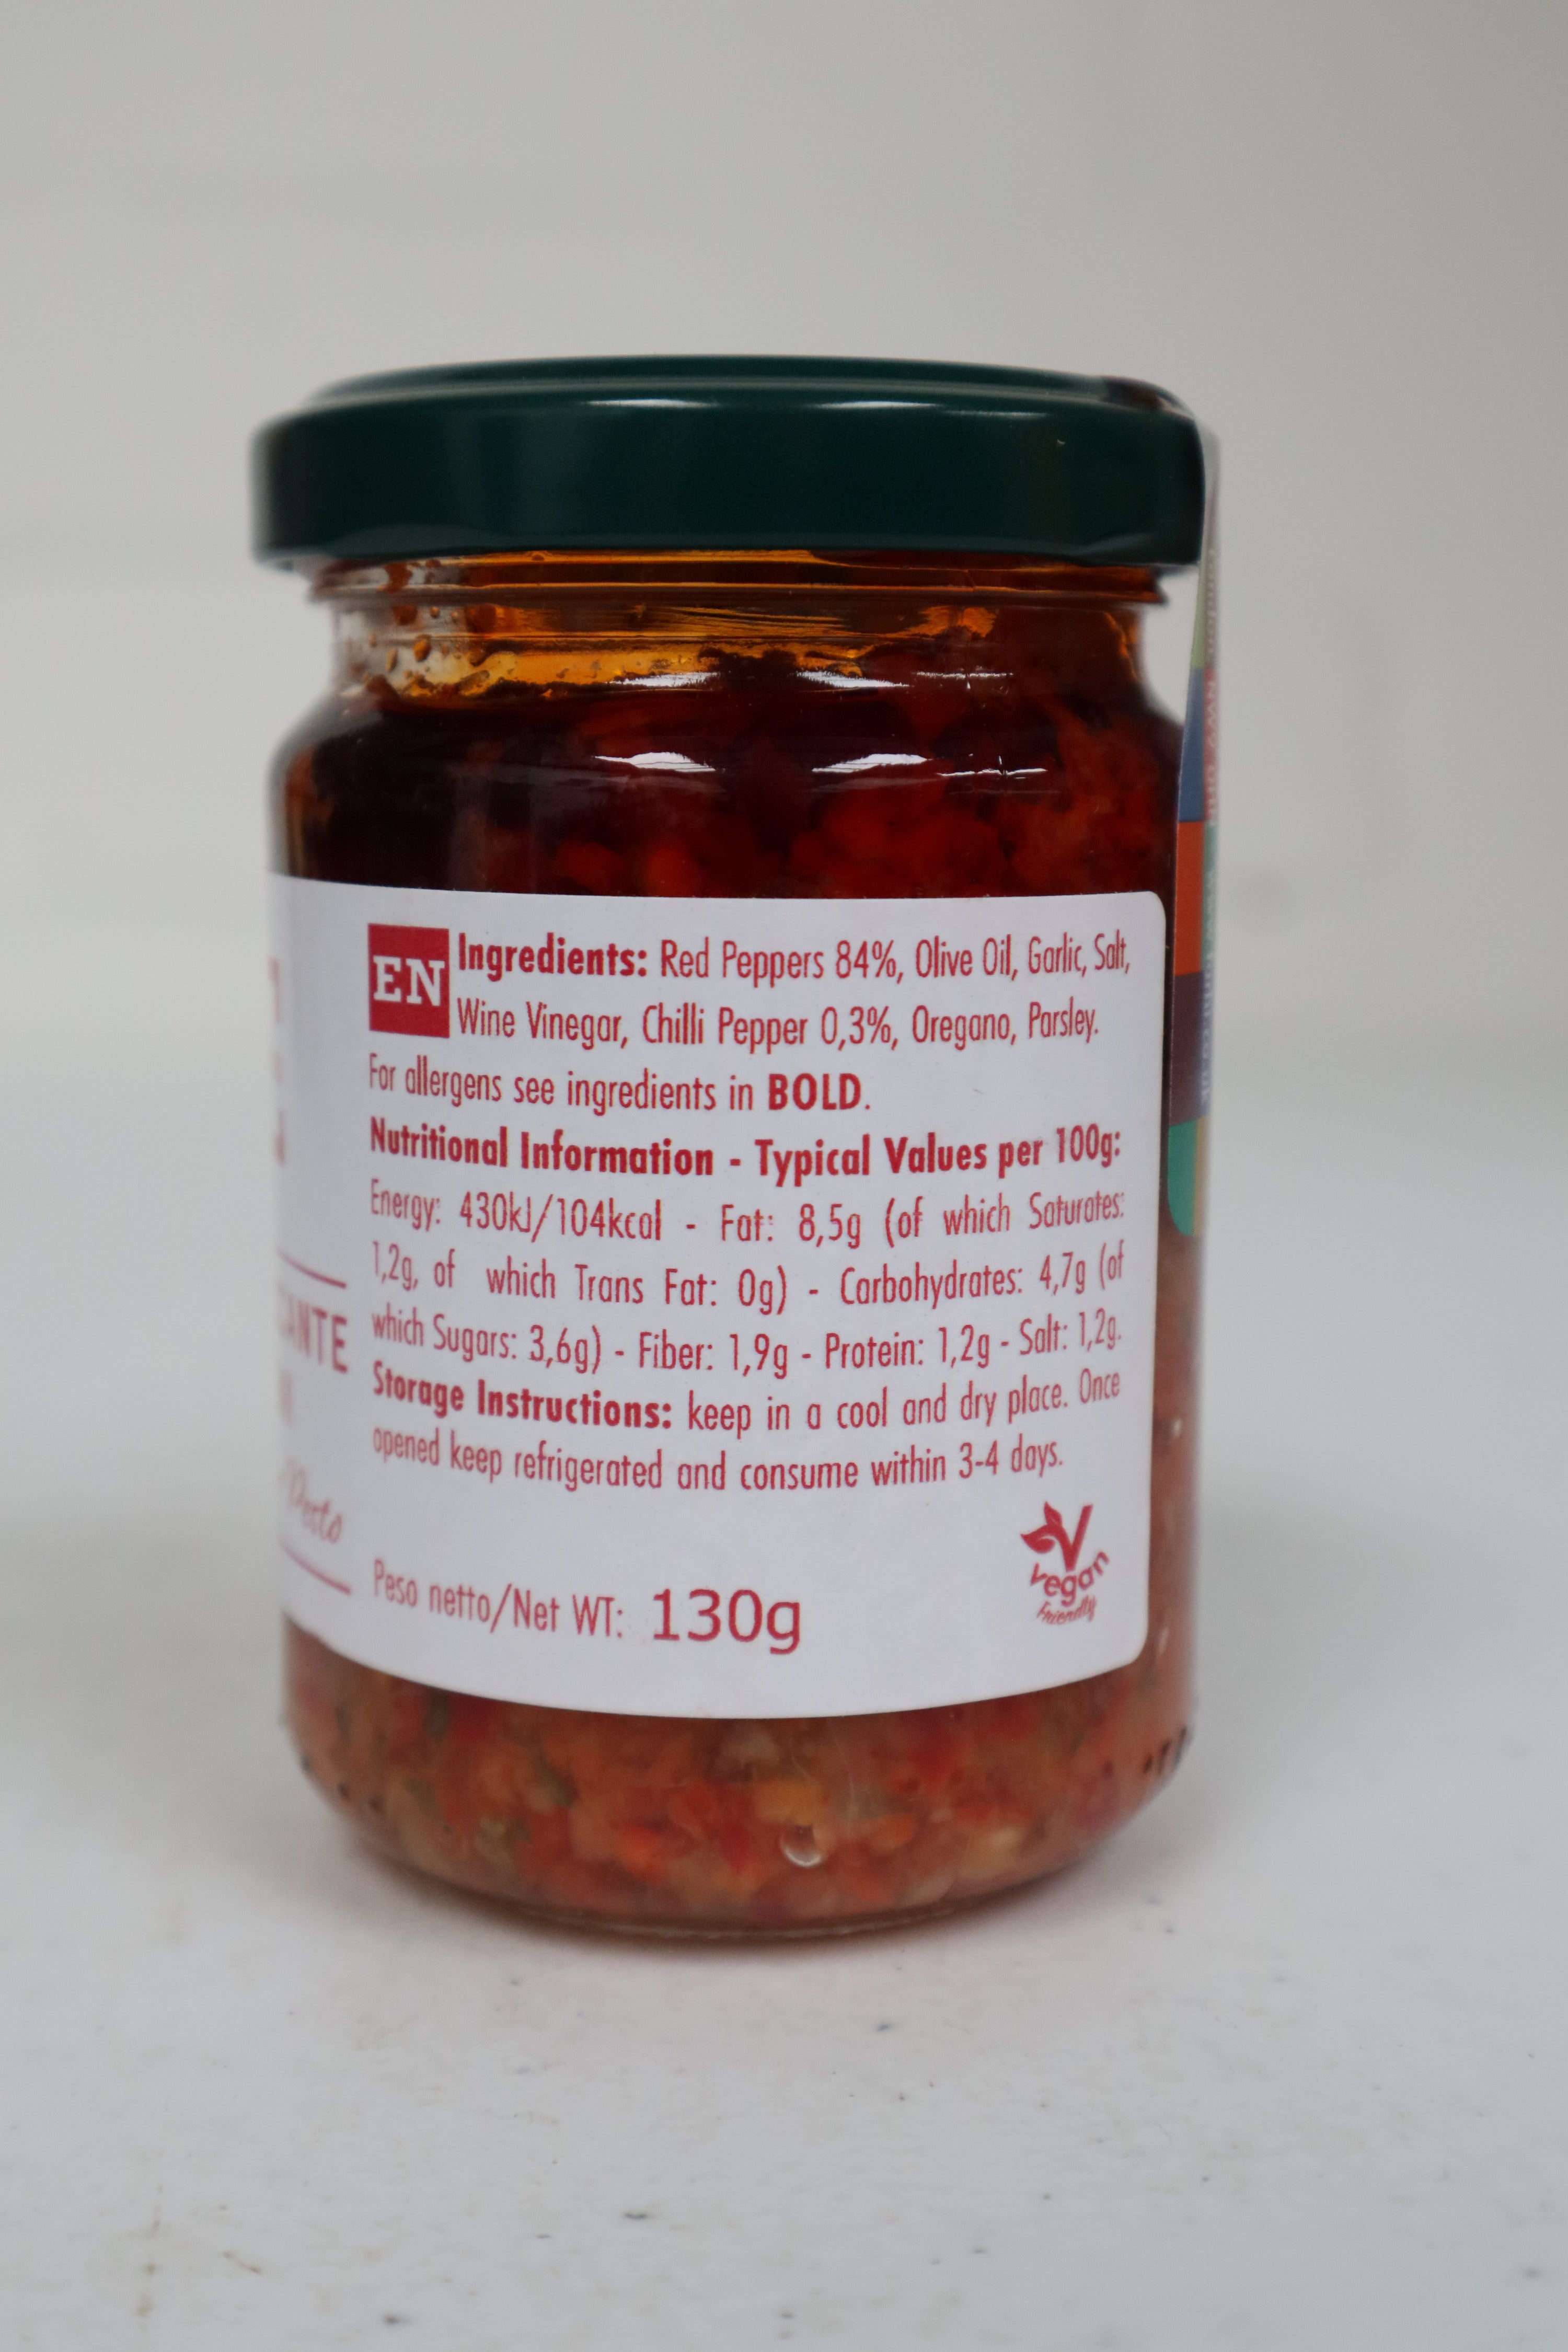 EN
Ingredients: Red Peppers 84%, Olive Oil, Garlic, Salt,
Wine Vinegar, Chilli Pepper 0,3%, Oregano, Parsley.
For allergens see ingredients in BOLD.
Nutritional Information - Typical Values per 100g:
Energy: 430kJ/104kcal - Fat: 8,5g (of which Saturates:
1,2g, of which Trans Fat: 0g) - Carbohydrates: 4,7g (of
which Sugars: 3,6g) - Fiber: 1,9g - Protein: 1,2g - Salt: 1,2g.
Storage Instructions: keep in a cool and dry place. Once
opened keep refrigerated and consume within 3-4 days.
Pesto
Peso netto/Net WT: 130g
vegan
friendly